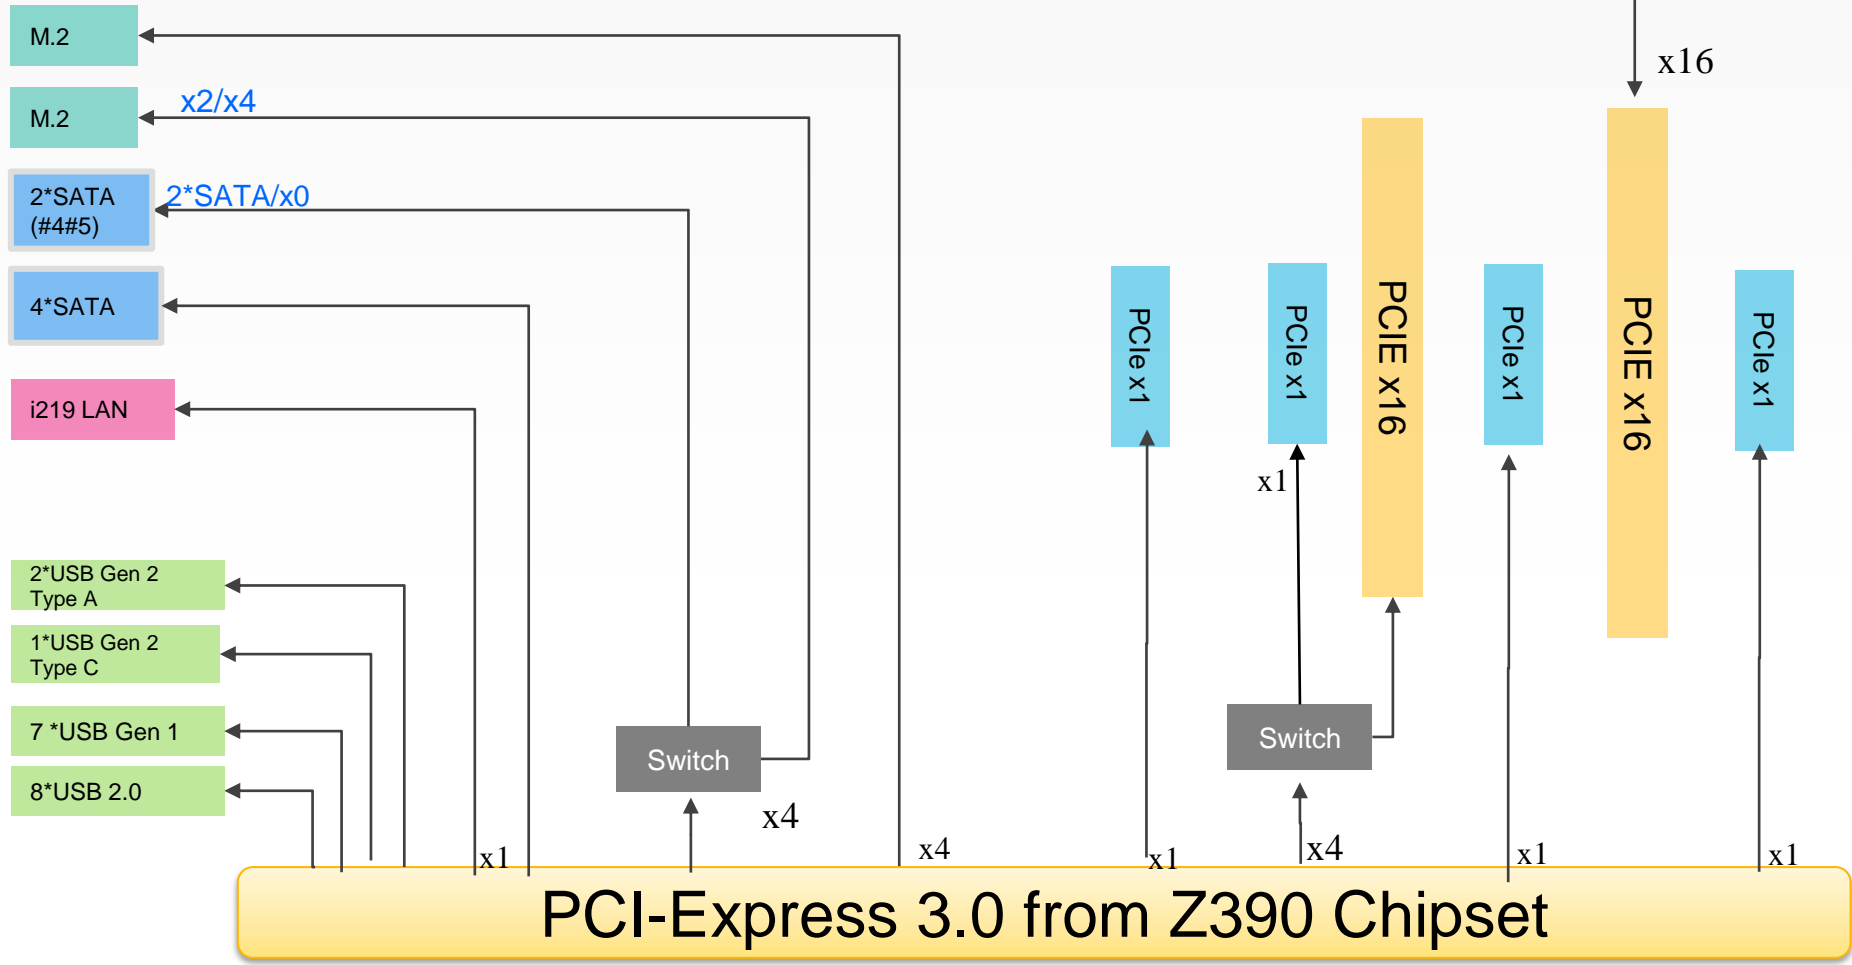 M.2
x16
M.2
x2/x4
2*SATA
(#4#5)
2*SATA/x0
4*SATA
i219 LAN
PCIe x1
PCIe x1
PCIE x16
PCIe x1
PCIE x16
PCIe x1
x1
2*USB Gen 2
Type A
1*USB Gen 2
Type C
7 *USB Gen 1
8*USB 2.0
Switch
x4
Switch
x1
x4
x1
x4
x1
x1
PCI-Express 3.0 from Z390 Chipset